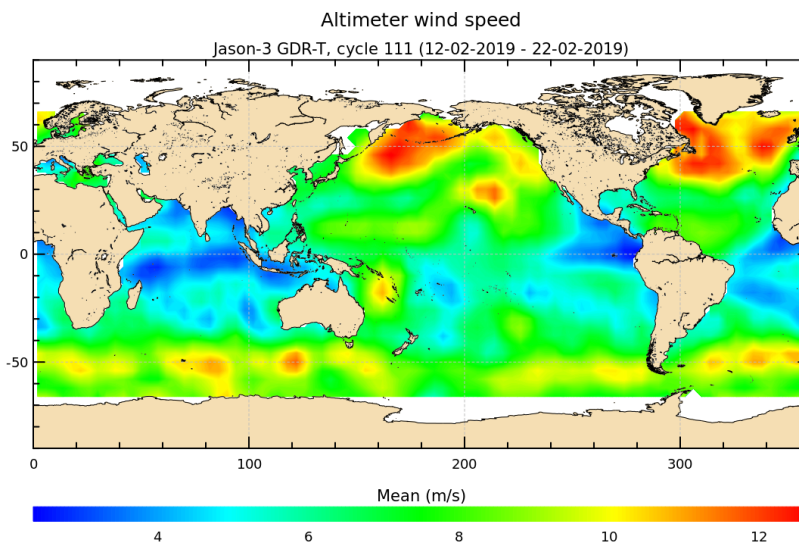 Altimeter wind speed
Jason-3 GDR-T, cycle 111 (12-02-2019 - 22-02-2019)
50
0
-50
0 100 200 300
Mean (m/s)
4 6 8 10 12